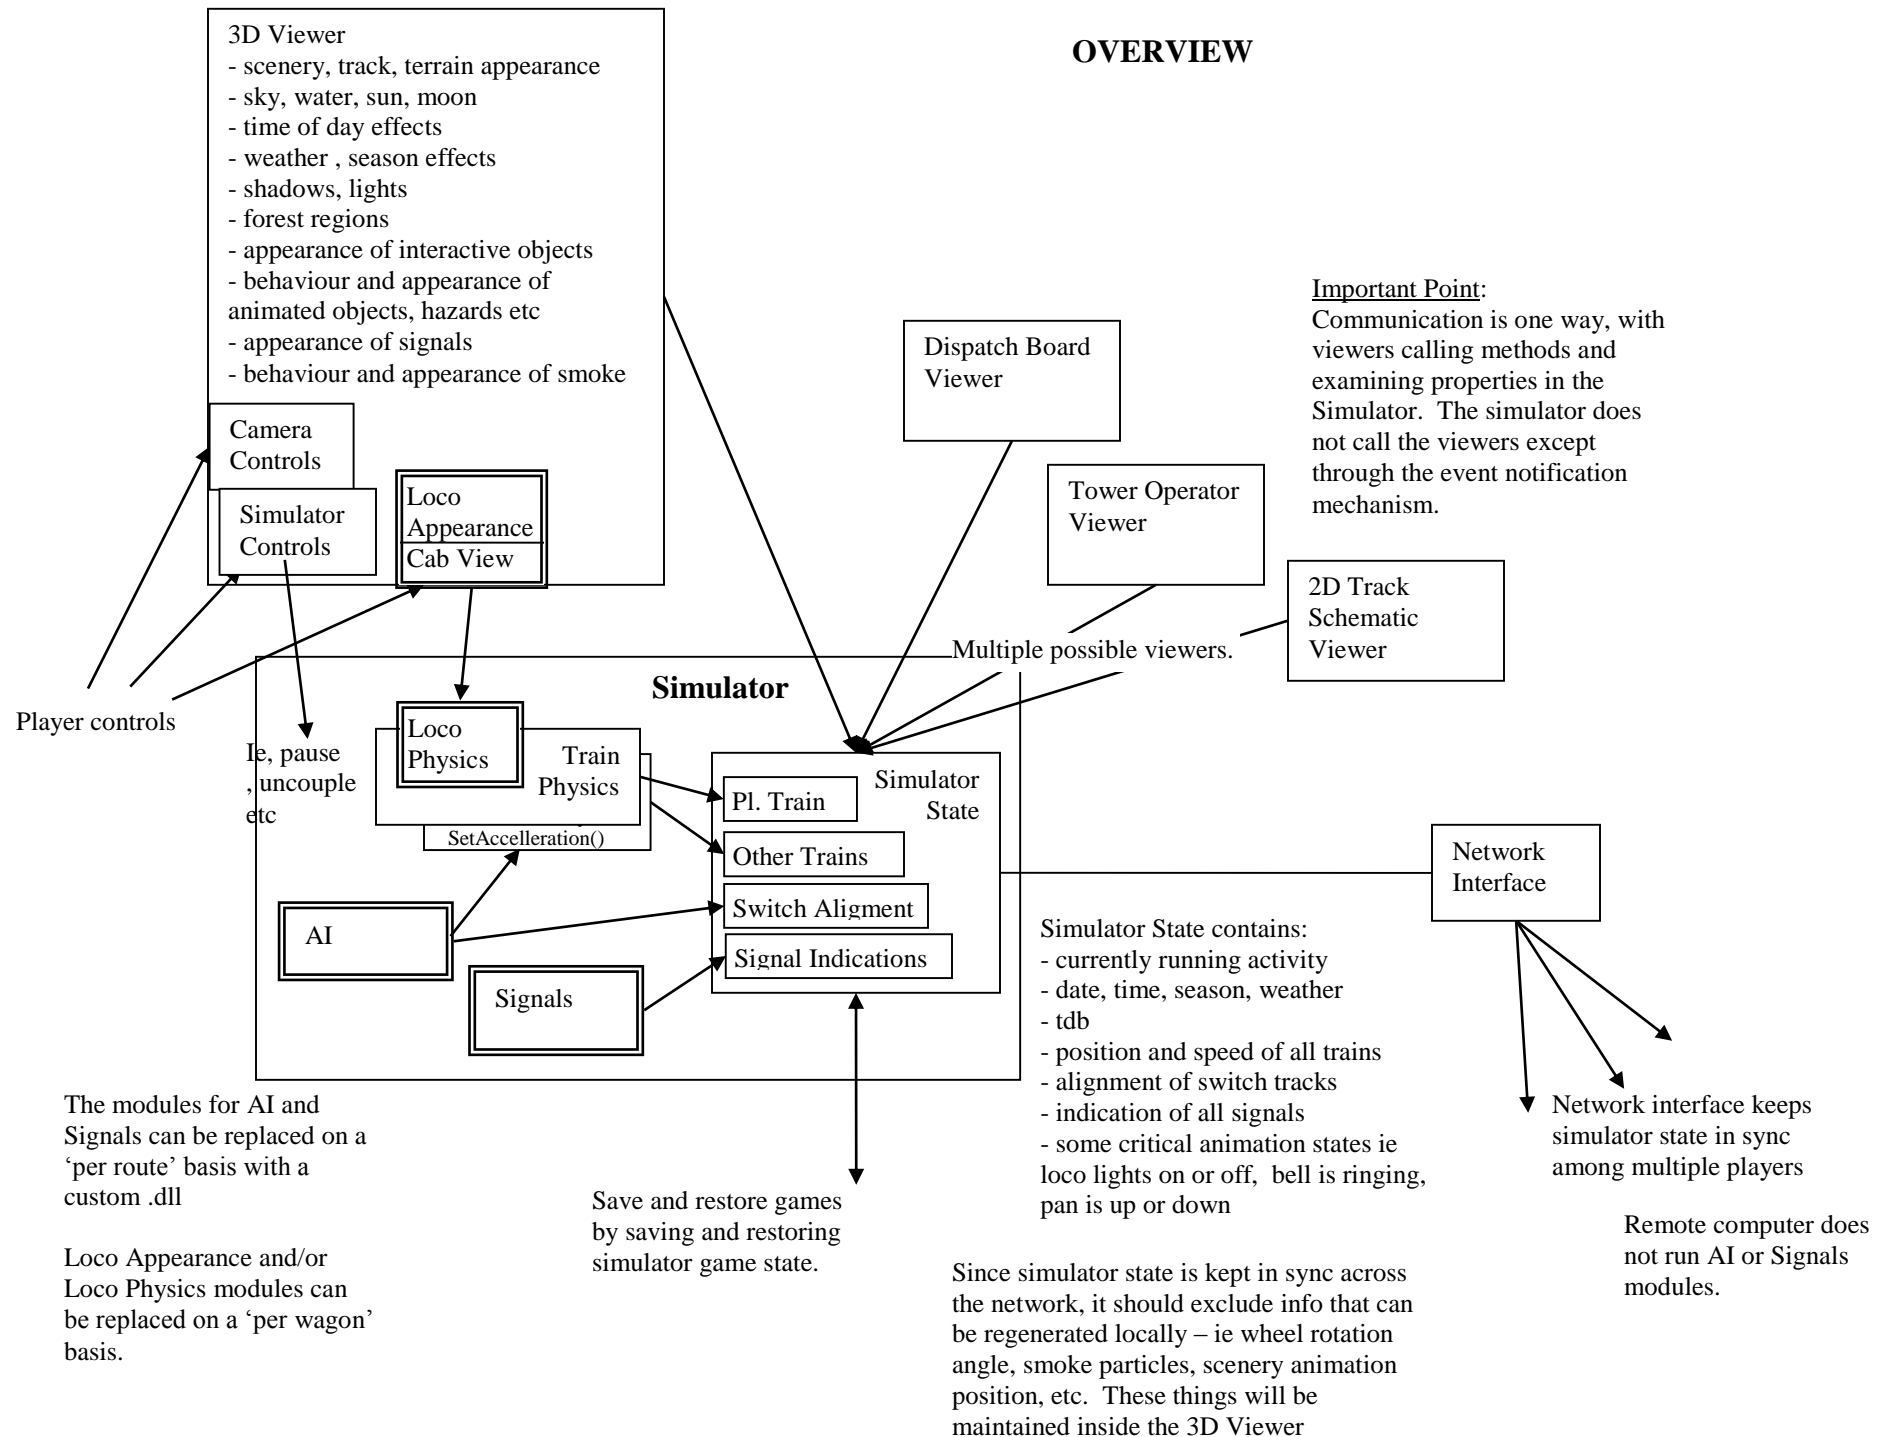 OVERVIEW
3D Viewer
- scenery, track, terrain appearance
- sky, water, sun, moon
- time of day effects
- weather , season effects
- shadows, lights
- forest regions
- appearance of interactive objects
- behaviour and appearance of
animated objects, hazards etc
- appearance of signals
- behaviour and appearance of smoke
Camera
Controls
Simulator
Controls
Loco
Appearance
Cab View
Dispatch Board
Viewer
Tower Operator
Viewer
2D Track
Schematic
Viewer
Important Point:
Communication is one way, with
viewers calling methods and
examining properties in the
Simulator.  The simulator does
not call the viewers except
through the event notification
mechanism.
Multiple possible viewers.
Player controls
Simulator
Ie, pause
, uncouple
etc
Loco
Physics
Train
Physics
SetAccelleration()
Simulator
State
Pl. Train
Other Trains
Switch Aligment
Signal Indications
AI
Signals
Network
Interface
Simulator State contains:
- currently running activity
- date, time, season, weather
- tdb
- position and speed of all trains
- alignment of switch tracks
- indication of all signals
- some critical animation states ie
loco lights on or off,  bell is ringing,
pan is up or down
Network interface keeps
simulator state in sync
among multiple players
Remote computer does
not run AI or Signals
modules.
The modules for AI and
Signals can be replaced on a
‘per route’ basis with a
custom .dll
Loco Appearance and/or
Loco Physics modules can
be replaced on a ‘per wagon’
basis.
Save and restore games
by saving and restoring
simulator game state.
Since simulator state is kept in sync across
the network, it should exclude info that can
be regenerated locally – ie wheel rotation
angle, smoke particles, scenery animation
position, etc.  These things will be
maintained inside the 3D Viewer